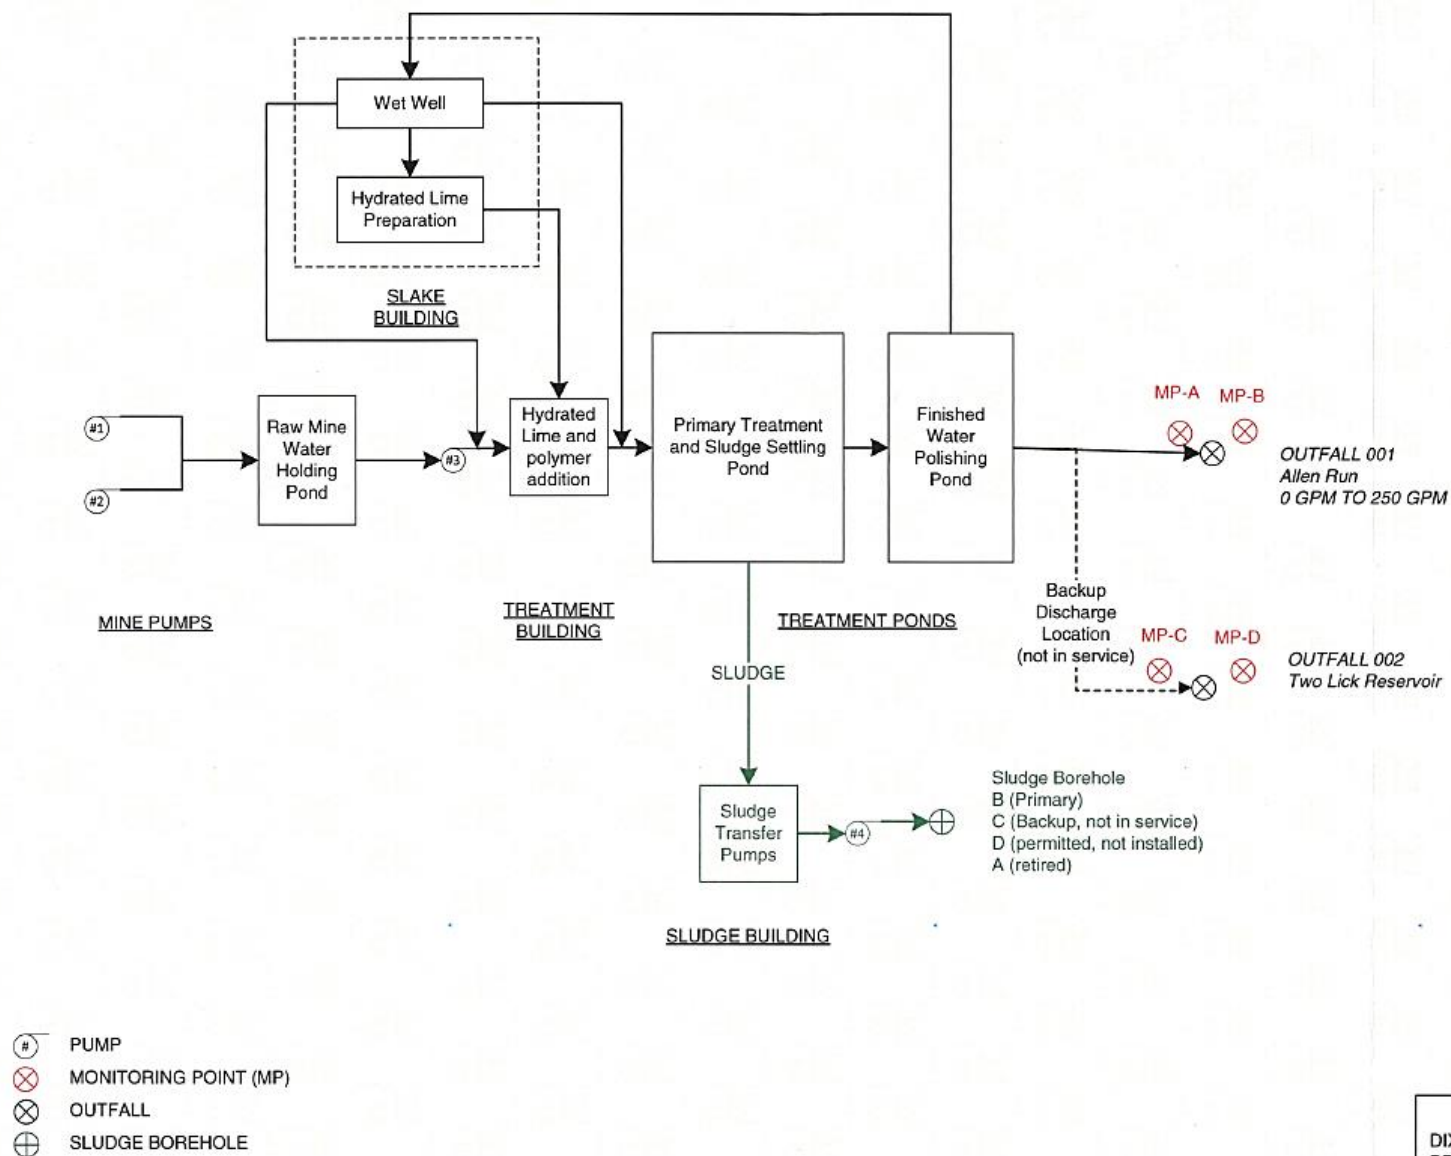 Wet Well
Hydrated Lime
Preparation
SLAKE
BUILDING
#1
#2
MINE PUMPS
Raw Mine
Water
Holding
Pond
#3
Hydrated
Lime and
polymer
addition
TREATMENT
BUILDING
Primary Treatment
and Sludge Settling
Pond
Finished
Water
Polishing
Pond
TREATMENT PONDS
MP-A
MP-B
OUTFALL 001
Allen Run
0 GPM TO 250 GPM
Backup
Discharge
Location
(not in service)
MP-C
MP-D
OUTFALL 002
Two Lick Reservoir
SLUDGE
Sludge
Transfer
Pumps
#4
Sludge Borehole
B (Primary)
C (Backup, not in service)
D (permitted, not installed)
A (retired)
SLUDGE BUILDING
# PUMP
MONITORING POINT (MP)
OUTFALL
SLUDGE BOREHOLE